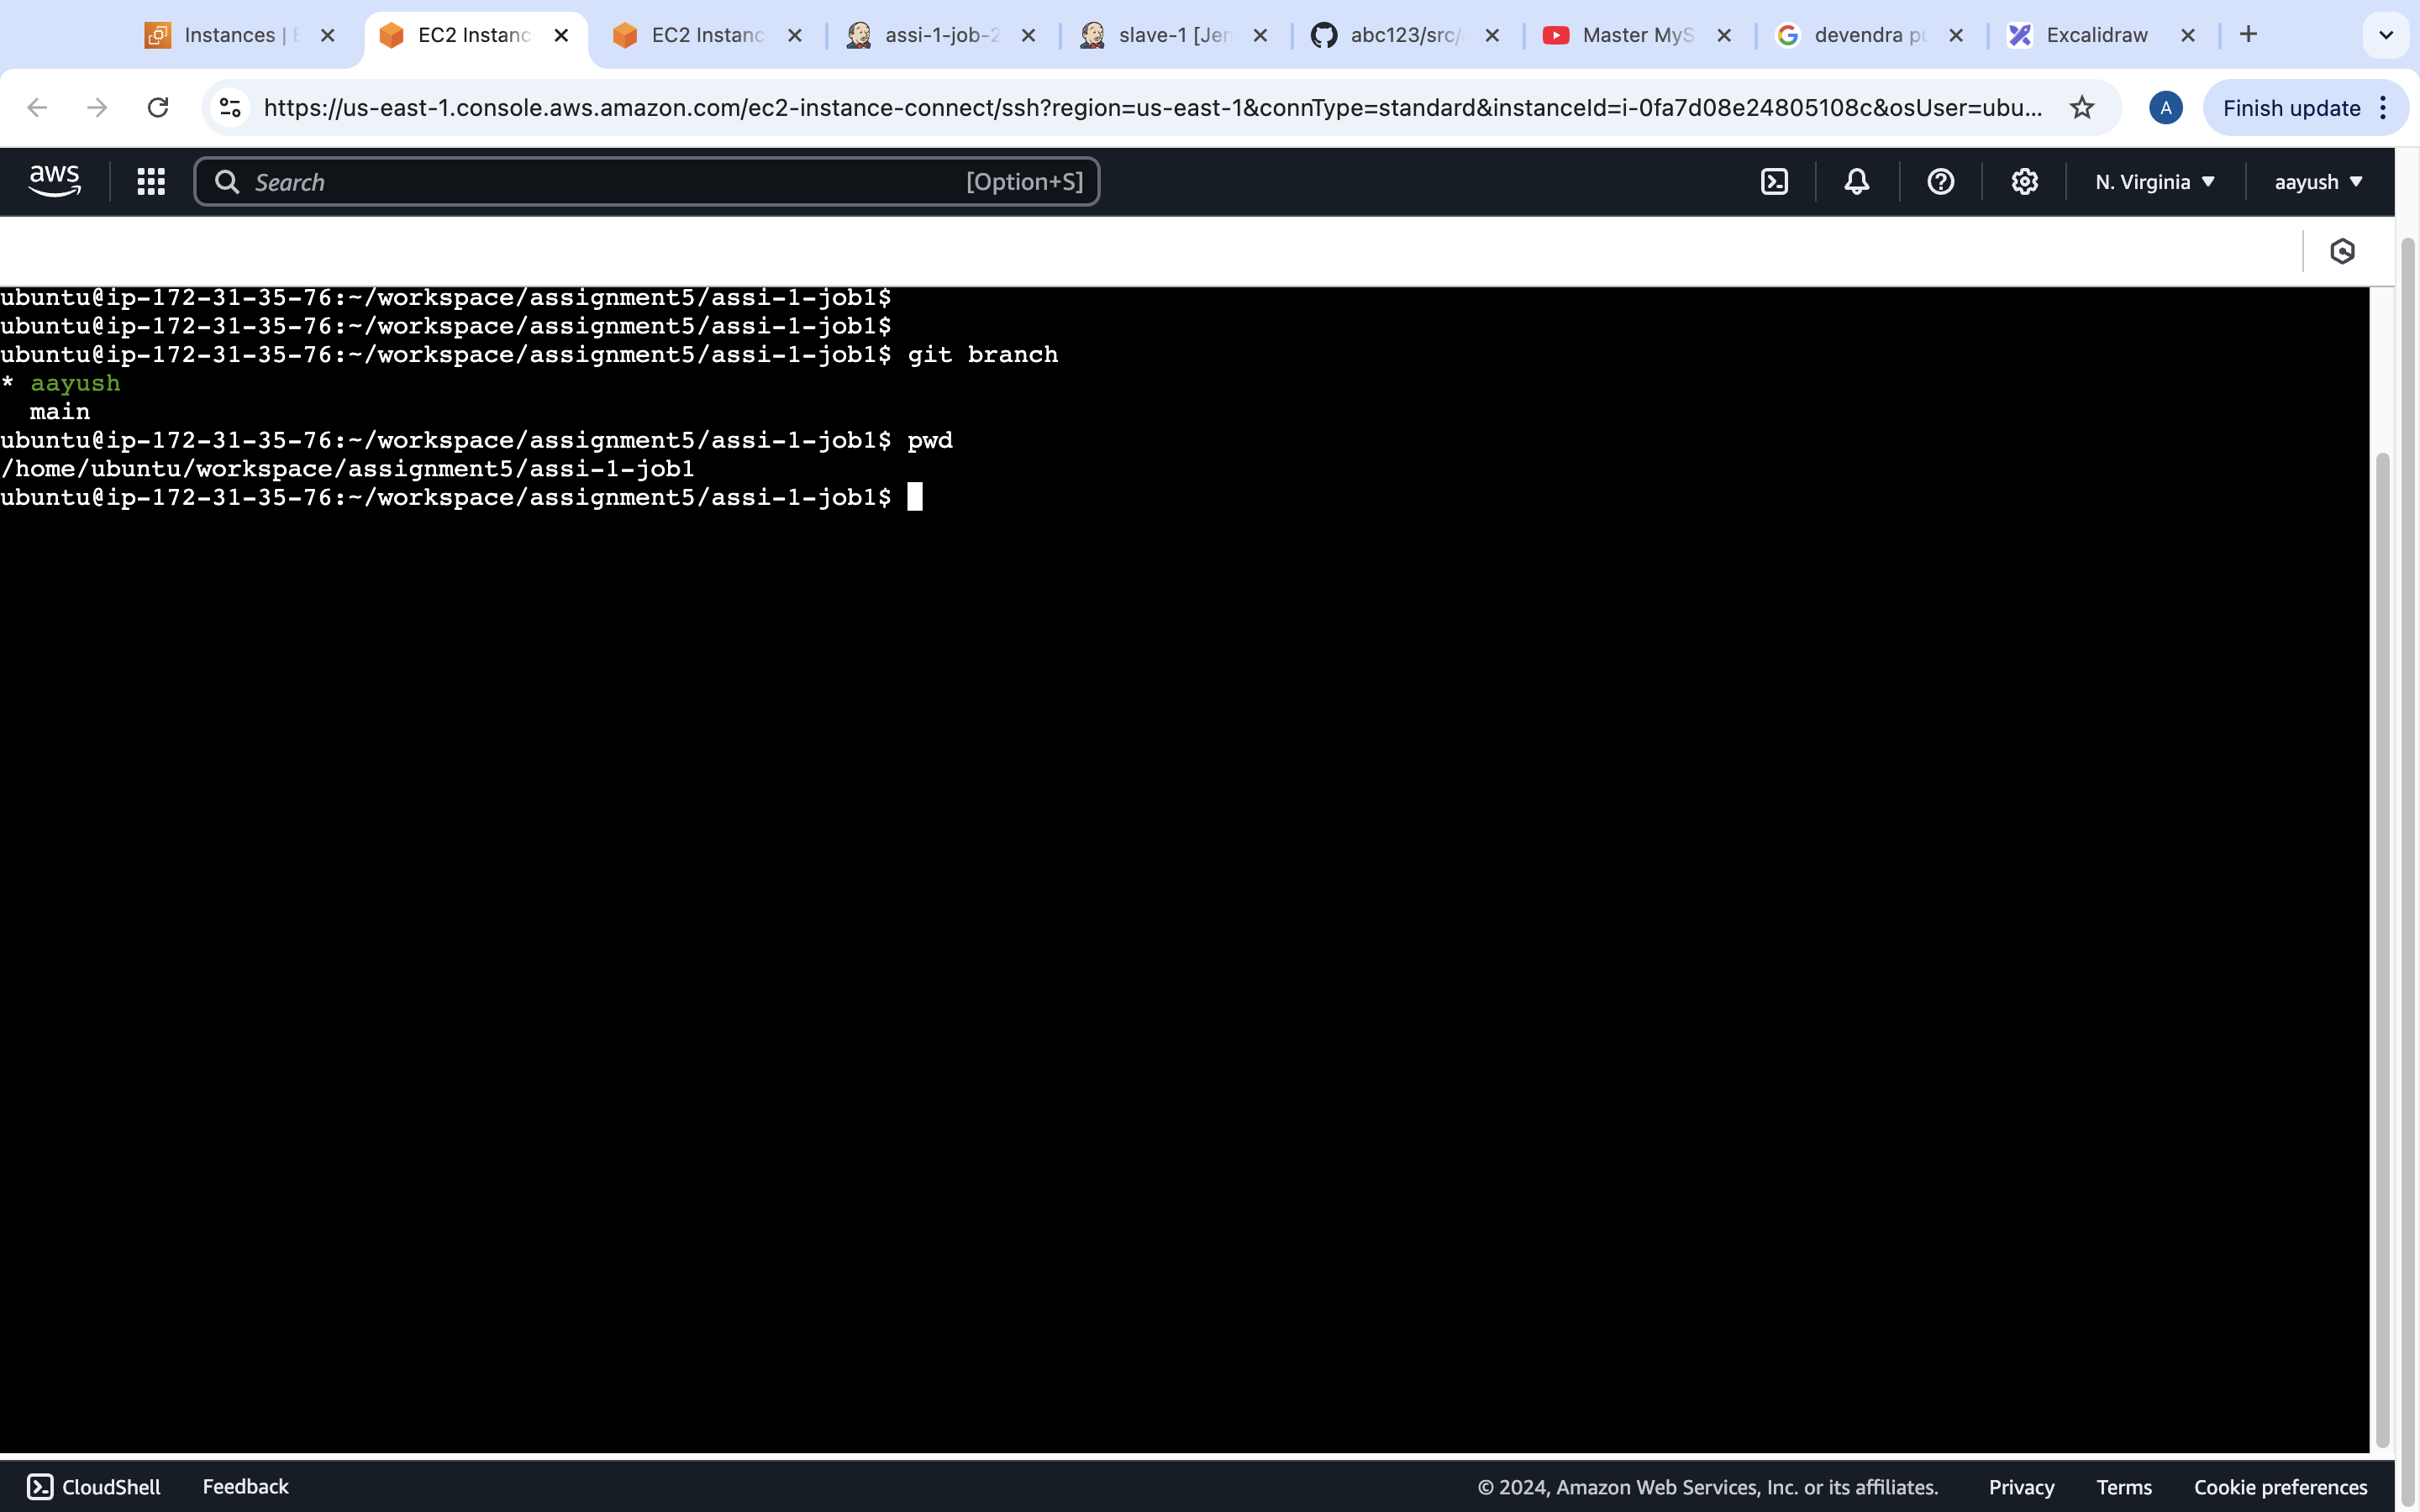 Instances | E
EC2 Instanc
EC2 Instanc
assi-1-job-2
slave-1 [Jen
abc123/src/
Master MyS
devendra pu
Excalidraw
https://us-east-1.console.aws.amazon.com/ec2-instance-connect/ssh?region=us-east-1&connType=standard&instanceId=i-0fa7d08e24805108c&osUser=ubu...
A
Finish update
aws
Search
[Option+S]
N. Virginia
aayush
ubuntu@ip-172-31-35-76:~/workspace/assignment5/assi-1-job1$
ubuntu@ip-172-31-35-76:~/workspace/assignment5/assi-1-job1$
ubuntu@ip-172-31-35-76:~/workspace/assignment5/assi-1-job1$ git branch
* aayush
main
ubuntu@ip-172-31-35-76:~/workspace/assignment5/assi-1-job1$ pwd
/home/ubuntu/workspace/assignment5/assi-1-job1
ubuntu@ip-172-31-35-76:~/workspace/assignment5/assi-1-job1$
CloudShell
Feedback
© 2024, Amazon Web Services, Inc. or its affiliates.
Privacy
Terms
Cookie preferences